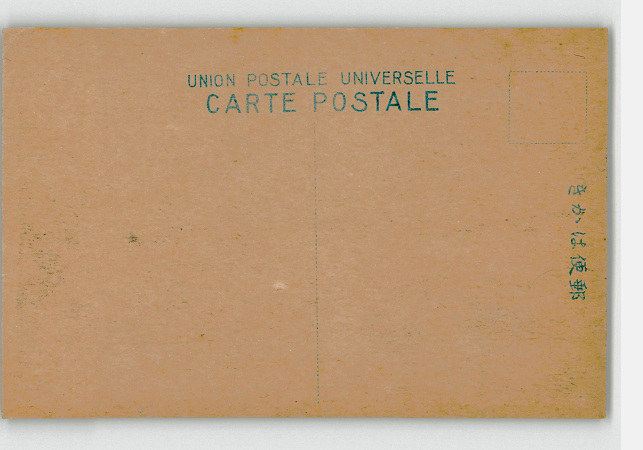 UNION POSTALE UNIVERSELLE
CARTE POSTALE
きかは便郵